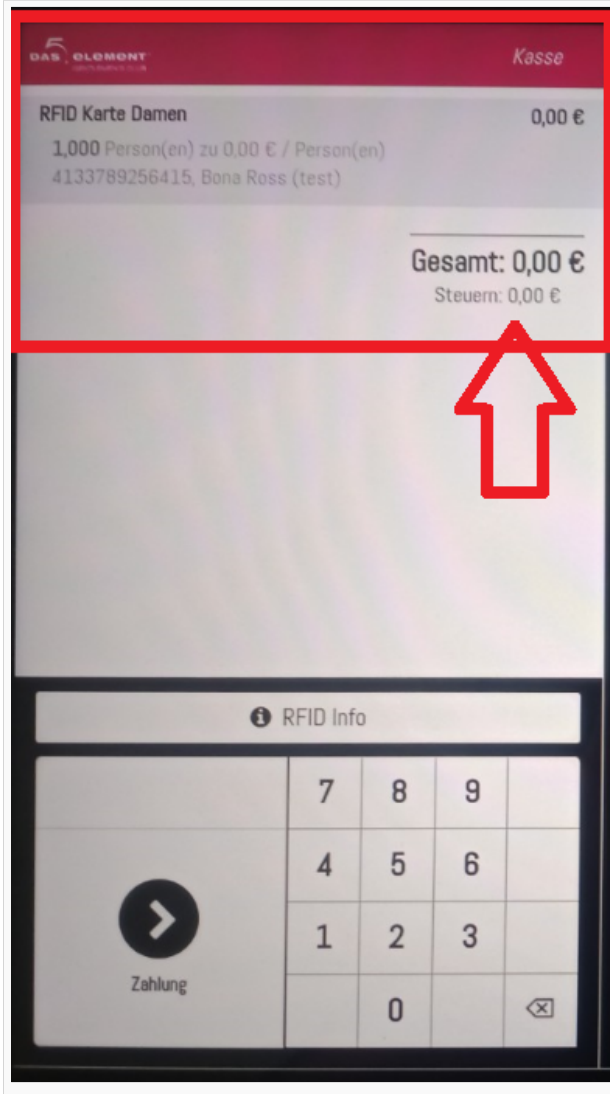 DAS 5 ELEMENT
Kasse
RFID Karte Damen 0,00 €
1,000 Person(en) zu 0,00 € / Person(en)
4133789256415, Bona Ross (test)
Gesamt: 0,00 €
Steuern: 0,00 €
RFID Info
7 8 9
4 5 6
1 2 3
Zahlung
0